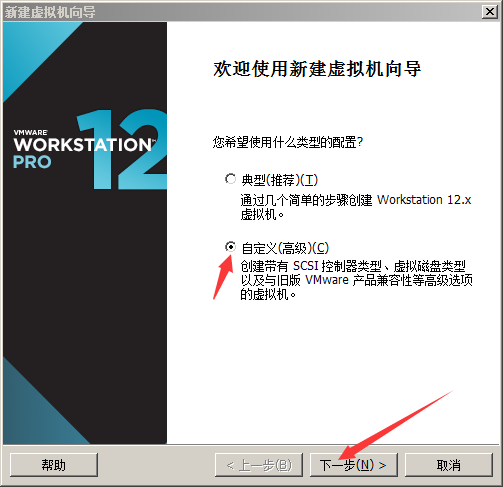 新建虚拟机向导
VMWARE
WORKSTATION
PRO
12
欢迎使用新建虚拟机向导
您希望使用什么类型的配置?
典型(推荐)(T)
通过几个简单的步骤创建 Workstation 12.x
虚拟机。
自定义(高级)(C)
创建带有 SCSI 控制器类型、虚拟磁盘类型
以及与旧版 VMware 产品兼容性等高级选项
的虚拟机。
帮助
< 上一步(B)
下一步(N) >
取消